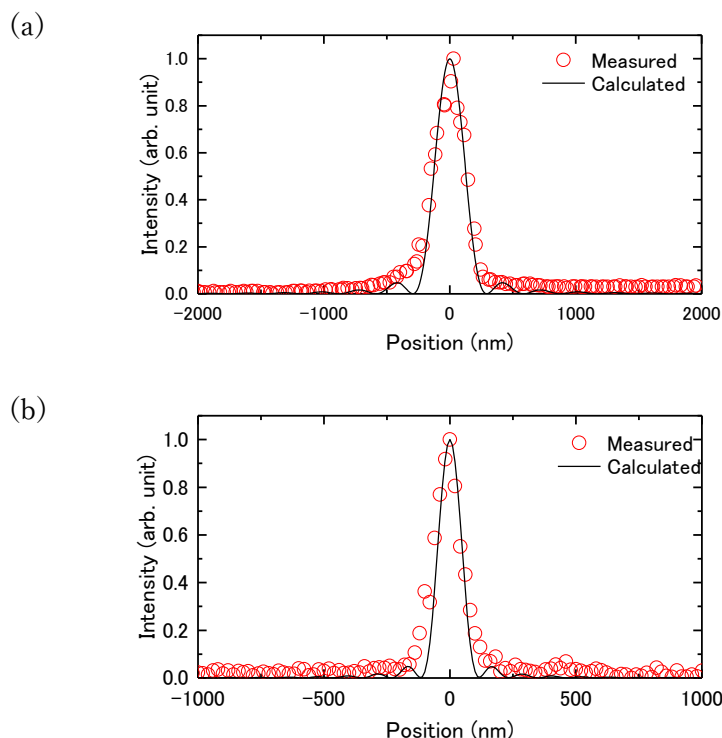 (a)
1.0
0.8
0.6
0.4
0.2
0.0
Intensity (arb. unit)
Measured
Calculated
−2000 −1000 0 1000 2000
Position (nm)
(b)
1.0
0.8
0.6
0.4
0.2
0.0
Intensity (arb. unit)
Measured
Calculated
−1000 −500 0 500 1000
Position (nm)